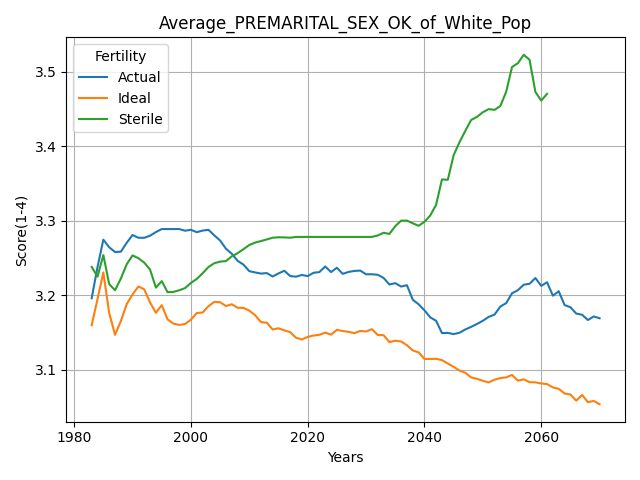 Average_PREMARITAL_SEX_OK_of_White_Pop
Fertility
Actual
Ideal
Sterile
Score(1-4)
3.5
3.4
3.3
3.2
3.1
1980
2000
2020
2040
2060
Years